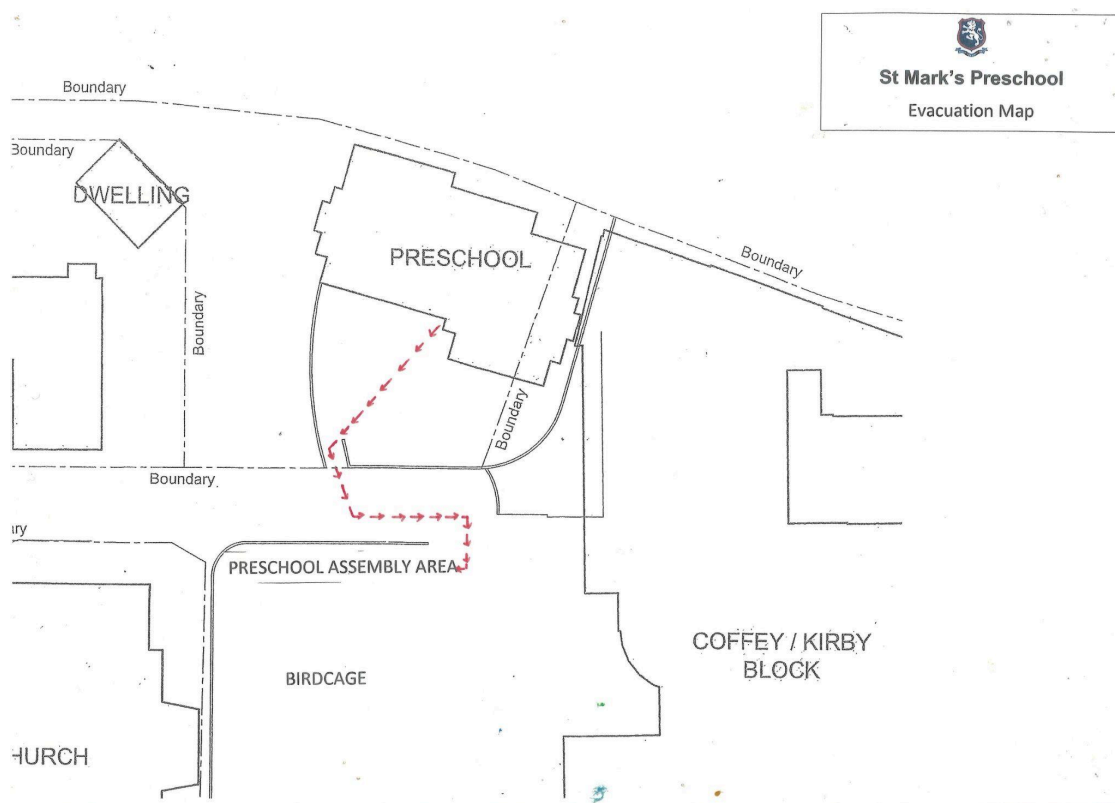 St Mark's Preschool
Evacuation Map
Boundary
Boundary
DWELLING
PRESCHOOL
Boundary
Boundary
Boundary
Boundary
PRESCHOOL ASSEMBLY AREA
BIRDCAGE
COFFEY / KIRBY
BLOCK